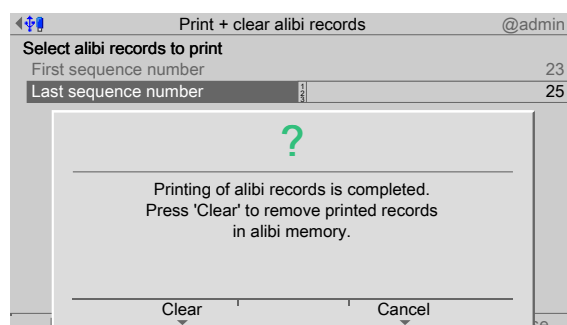 Print + clear alibi records @admin
Select alibi records to print
First sequence number 23
Last sequence number 25
?
Printing of alibi records is completed.
Press 'Clear' to remove printed records
in alibi memory.
Clear Cancel